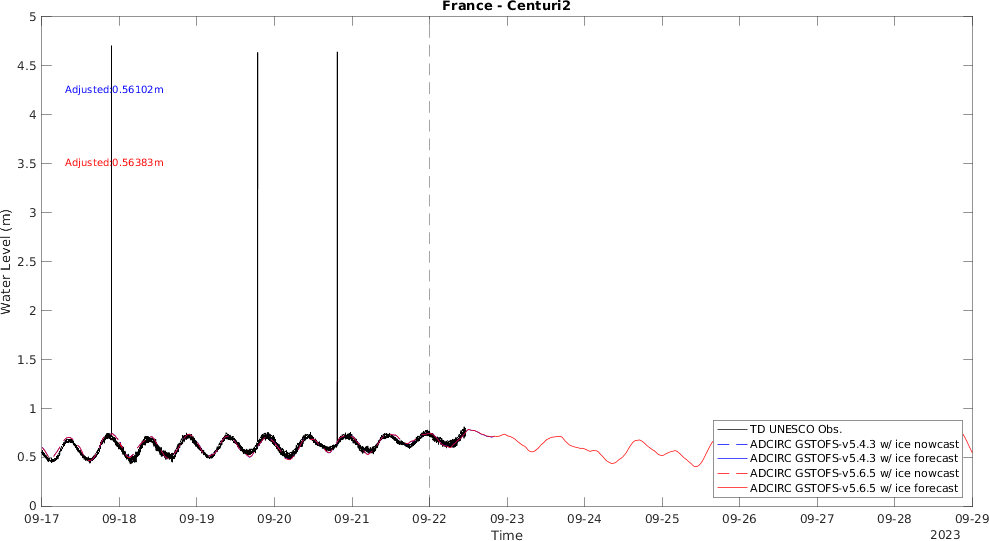 France - Centuri2
Water Level (m)
5
4.5
4
3.5
3
2.5
2
1.5
1
0.5
0
Adjusted:0.56102m
Adjusted:0.56383m
TD UNESCO Obs.
ADCIRC GSTOFS-v5.4.3 w/ ice nowcast
ADCIRC GSTOFS-v5.4.3 w/ ice forecast
ADCIRC GSTOFS-v5.6.5 w/ ice nowcast
ADCIRC GSTOFS-v5.6.5 w/ ice forecast
09-17 09-18 09-19 09-20 09-21 09-22 09-23 09-24 09-25 09-26 09-27 09-28 09-29
Time
2023